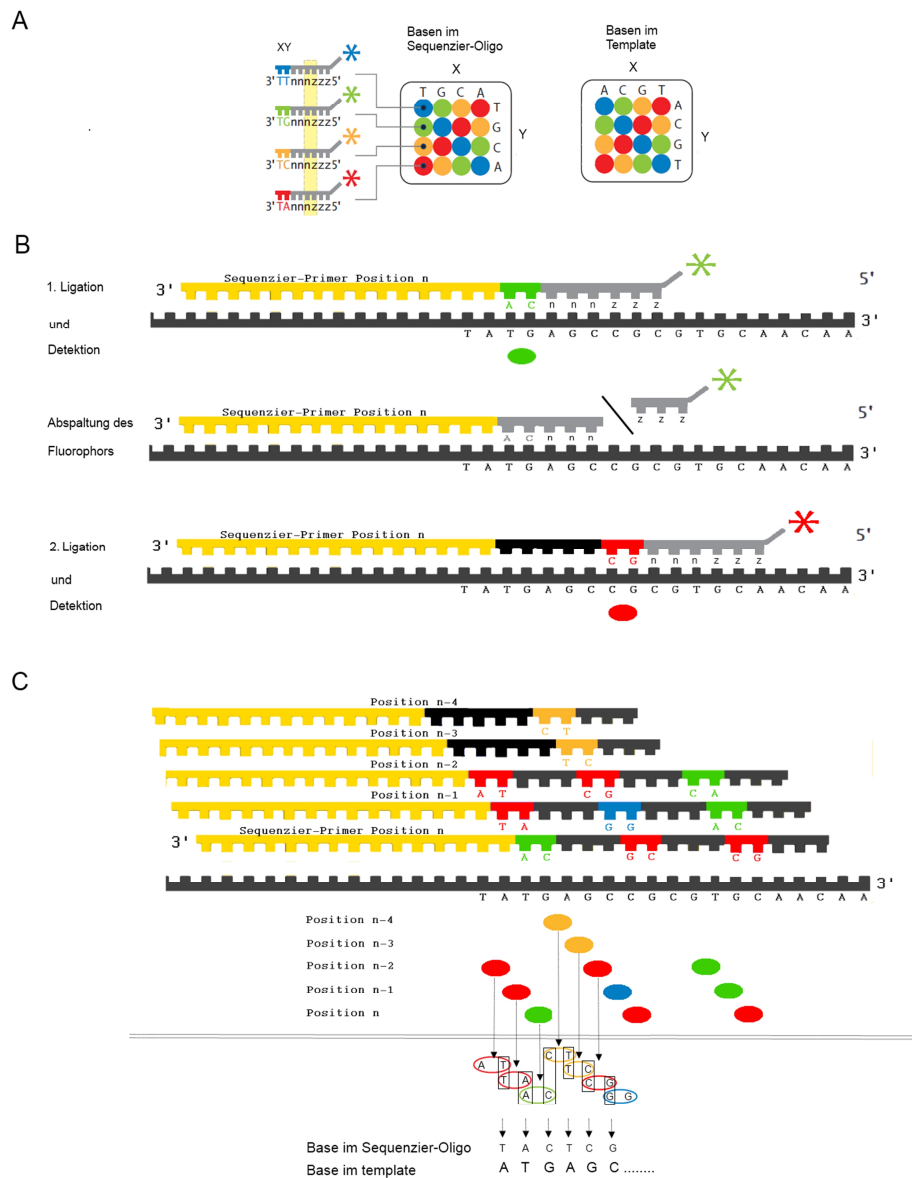 A
XY
3'TTnnnzzz5'
3'TGnnnzzz5'
3'TCnnnzzz5'
3'TAnnnzzz5'
Basen im
Sequenzier-Oligo
X
T G C A
T
G
C
A
Y
Basen im
Template
X
A C G T
A
C
G
T
Y
B
1. Ligation
und
Detektion
3'
Sequenzier-Primer Position n
5'
A C n n n z z z
3'
T A T G A G C C G C G T G C A A C A A
Abspaltung des
Fluorophors
3'
Sequenzier-Primer Position n
5'
z z z
A C n n n
3'
T A T G A G C C G C G T G C A A C A A
2. Ligation
und
Detektion
3'
Sequenzier-Primer Position n
5'
C G n n n z z z
3'
T A T G A G C C G C G T G C A A C A A
C
Position n-4
C T
Position n-3
T C
Position n-2
A T C G C A
Position n-1
T A G G A C
3' Sequenzier-Primer Position n
A C G C C G
3'
T A T G A G C C G C G T G C A A C A A
Position n-4
Position n-3
Position n-2
Position n-1
Position n
C T
A T T C
T A C G
A C G G
Base im Sequenzier-Oligo T A C T C G
Base im template A T G A G C ........